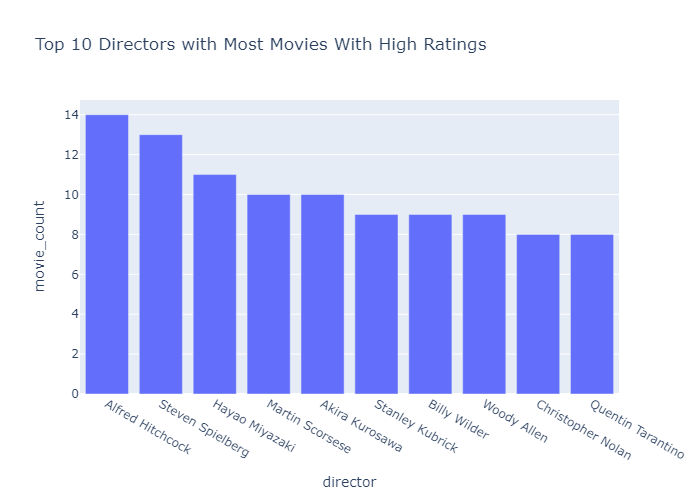 Top 10 Directors with Most Movies With High Ratings
movie_count
14
12
10
8
6
4
2
0
Alfred Hitchcock
Steven Spielberg
Hayao Miyazaki
Martin Scorsese
Akira Kurosawa
Stanley Kubrick
Billy Wilder
Woody Allen
Christopher Nolan
Quentin Tarantino
director